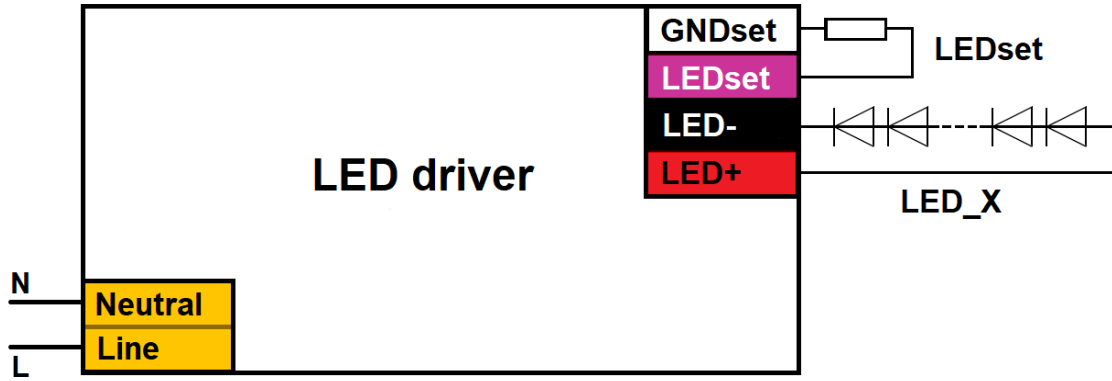 GNDset
LEDset
LEDset
LED-
LED driver
LED+
LED_X
N
Neutral
Line
L